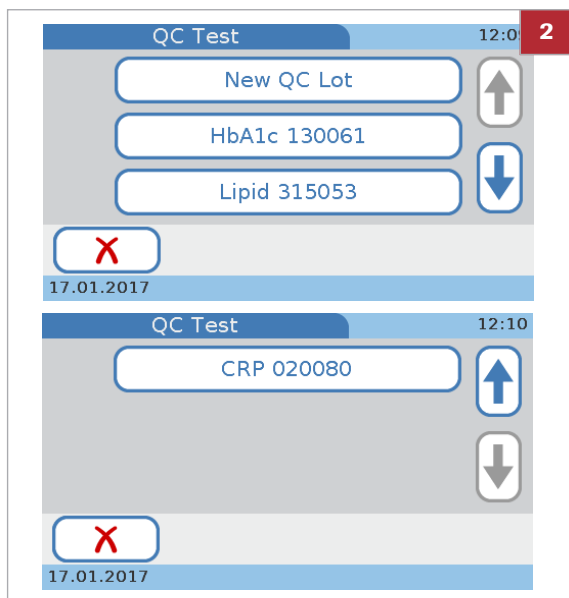 QC Test
2
New QC Lot
HbA1c 130061
Lipid 315053
17.01.2017
QC Test 12:10
CRP 020080
17.01.2017